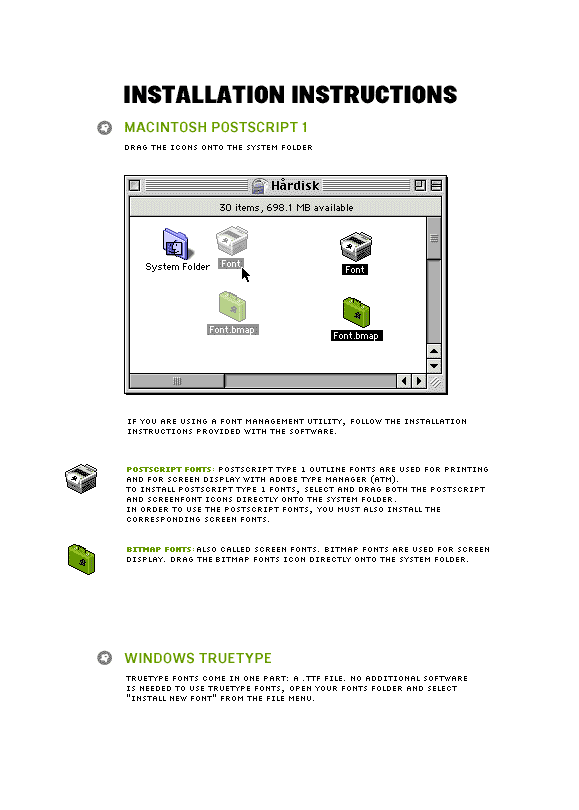 INSTALLATION INSTRUCTIONS
MACINTOSH POSTSCRIPT 1
DRAG THE ICONS ONTO THE SYSTEM FOLDER
Hårdisk
30 items, 698.1 MB available
System Folder
Font
Font
Font.bmap
Font.bmap
IF YOU ARE USING A FONT MANAGEMENT UTILITY, FOLLOW THE INSTALLATION
INSTRUCTIONS PROVIDED WITH THE SOFTWARE.
POSTSCRIPT FONTS: POSTSCRIPT TYPE 1 OUTLINE FONTS ARE USED FOR PRINTING
AND FOR SCREEN DISPLAY WITH ADOBE TYPE MANAGER (ATM).
TO INSTALL POSTSCRIPT TYPE 1 FONTS, SELECT AND DRAG BOTH THE POSTSCRIPT
AND SCREENFONT ICONS DIRECTLY ONTO THE SYSTEM FOLDER.
IN ORDER TO USE THE POSTSCRIPT FONTS, YOU MUST ALSO INSTALL THE
CORRESPONDING SCREEN FONTS.
BITMAP FONTS: ALSO CALLED SCREEN FONTS. BITMAP FONTS ARE USED FOR SCREEN
DISPLAY. DRAG THE BITMAP FONTS ICON DIRECTLY ONTO THE SYSTEM FOLDER.
WINDOWS TRUETYPE
TRUETYPE FONTS COME IN ONE PART: A .TTF FILE. NO ADDITIONAL SOFTWARE
IS NEEDED TO USE TRUETYPE FONTS, OPEN YOUR FONTS FOLDER AND SELECT
"INSTALL NEW FONT" FROM THE FILE MENU.